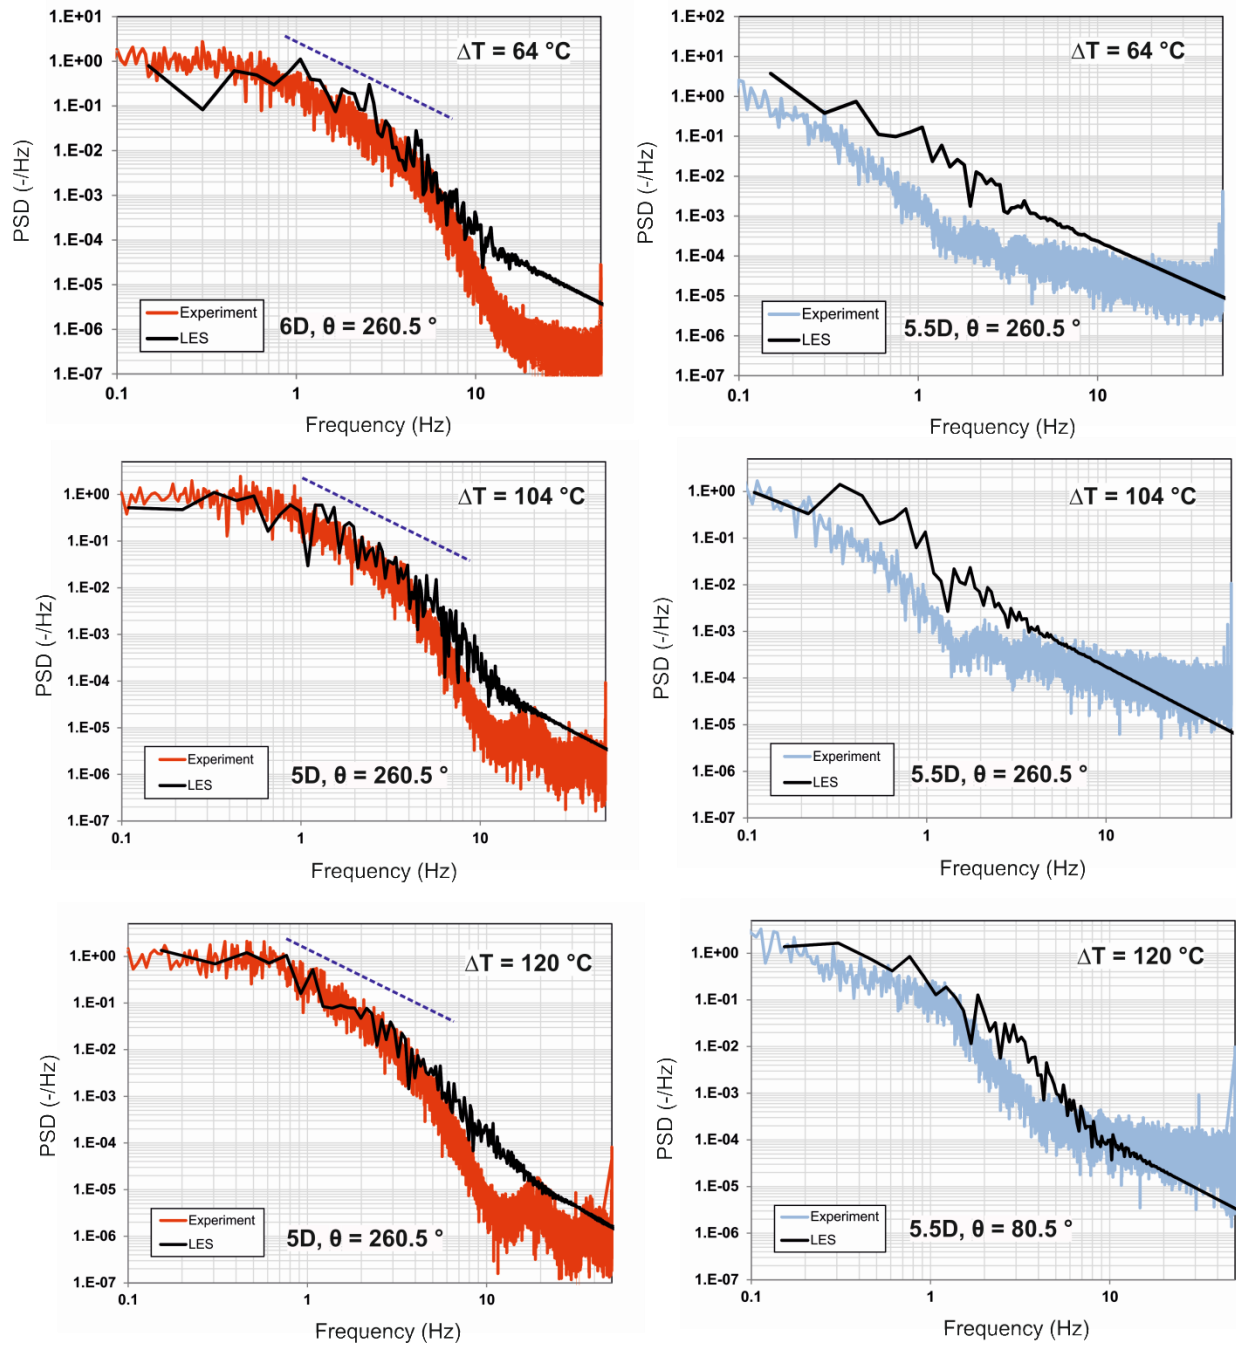 1.E+01
1.E+00
1.E-01
1.E-02
1.E-03
1.E-04
1.E-05
1.E-06
1.E-07
PSD (-/Hz)
ΔT = 64 °C
Experiment
LES
6D, θ = 260.5 °
0.1 1 10
Frequency (Hz)
1.E+02
1.E+01
1.E+00
1.E-01
1.E-02
1.E-03
1.E-04
1.E-05
1.E-06
1.E-07
PSD (-/Hz)
ΔT = 64 °C
Experiment
LES
5.5D, θ = 260.5 °
0.1 1 10
Frequency (Hz)
1.E+00
1.E-01
1.E-02
1.E-03
1.E-04
1.E-05
1.E-06
1.E-07
PSD (-/Hz)
ΔT = 104 °C
Experiment
LES
5D, θ = 260.5 °
0.1 1 10
Frequency (Hz)
1.E+00
1.E-01
1.E-02
1.E-03
1.E-04
1.E-05
1.E-06
1.E-07
PSD (-/Hz)
ΔT = 104 °C
Experiment
LES
5.5D, θ = 260.5 °
0.1 1 10
Frequency (Hz)
1.E+00
1.E-01
1.E-02
1.E-03
1.E-04
1.E-05
1.E-06
1.E-07
PSD (-/Hz)
ΔT = 120 °C
Experiment
LES
5D, θ = 260.5 °
0.1 1 10
Frequency (Hz)
1.E+00
1.E-01
1.E-02
1.E-03
1.E-04
1.E-05
1.E-06
1.E-07
PSD (-/Hz)
ΔT = 120 °C
Experiment
LES
5.5D, θ = 80.5 °
0.1 1 10
Frequency (Hz)